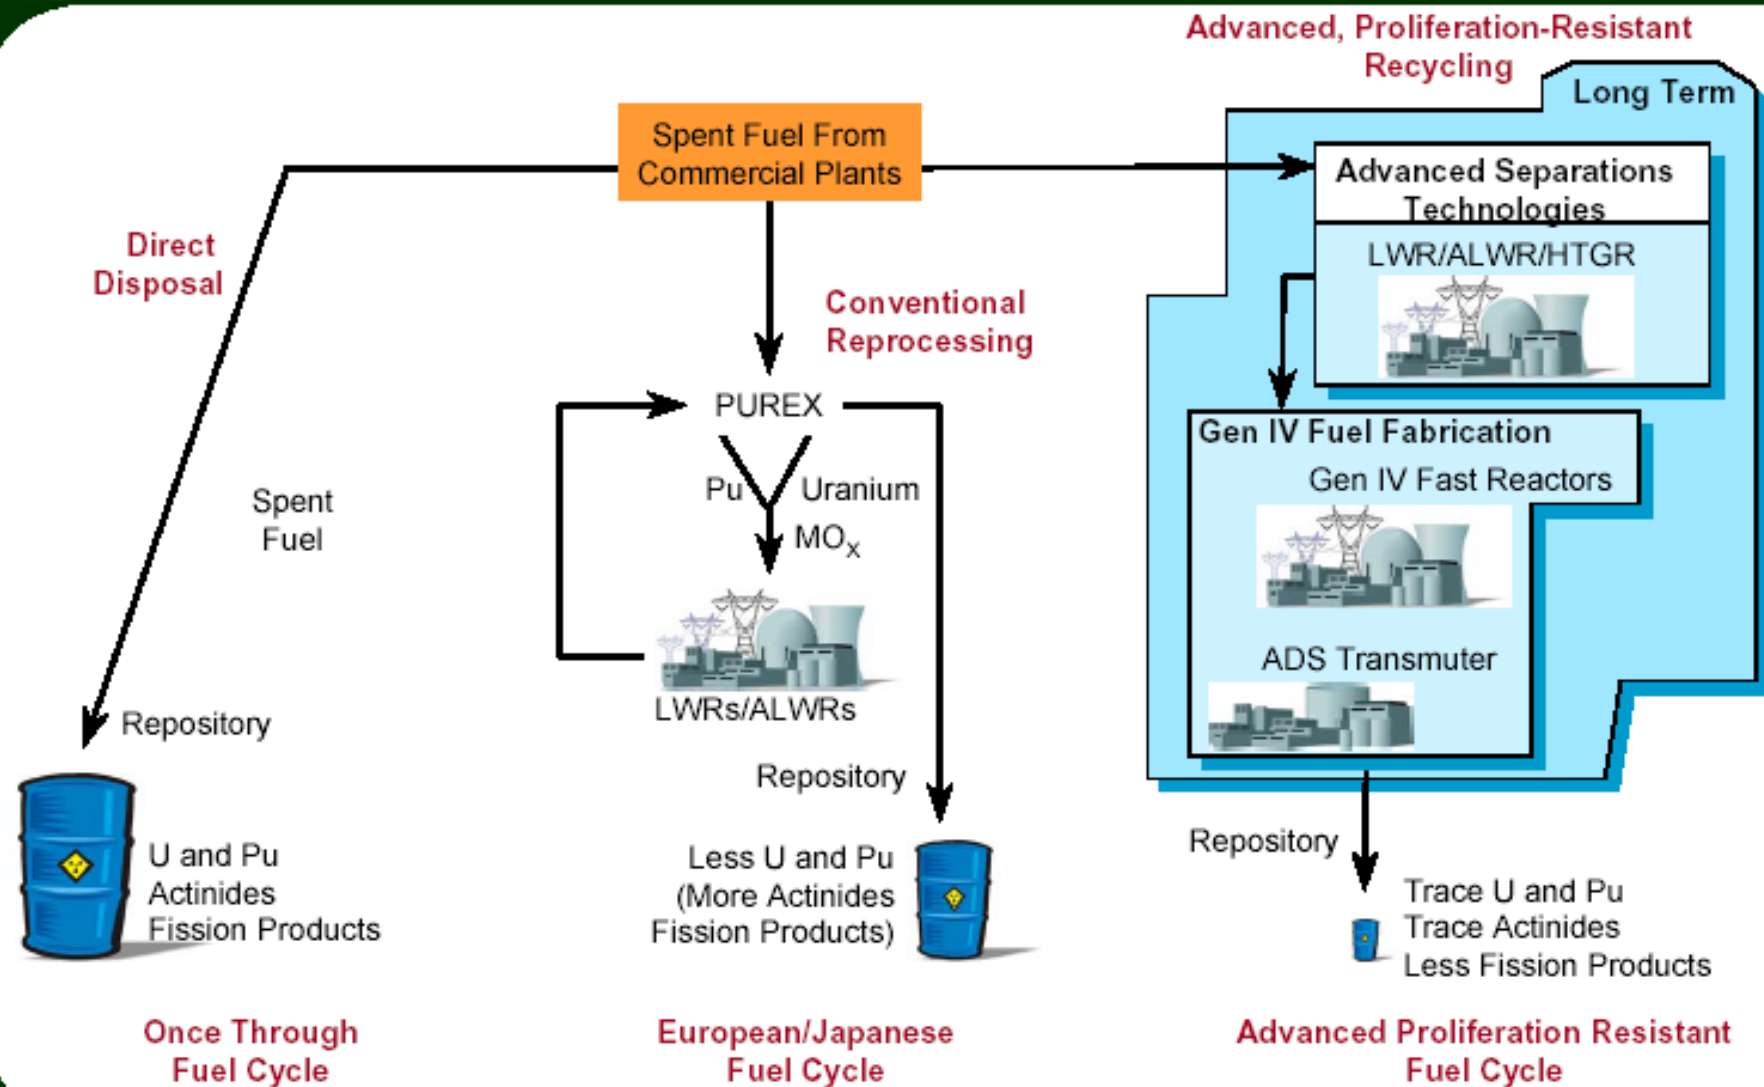 Advanced, Proliferation-Resistant
Recycling
Long Term
Spent Fuel From
Commercial Plants
Advanced Separations
Technologies
LWR/ALWR/HTGR
Direct
Disposal
Conventional
Reprocessing
PUREX
Pu
Uranium
MOX
Spent
Fuel
LWRs/ALWRs
Gen IV Fuel Fabrication
Gen IV Fast Reactors
ADS Transmuter
Repository
U and Pu
Actinides
Fission Products
Repository
Less U and Pu
(More Actinides
Fission Products)
Repository
Trace U and Pu
Trace Actinides
Less Fission Products
Once Through
Fuel Cycle
European/Japanese
Fuel Cycle
Advanced Proliferation Resistant
Fuel Cycle